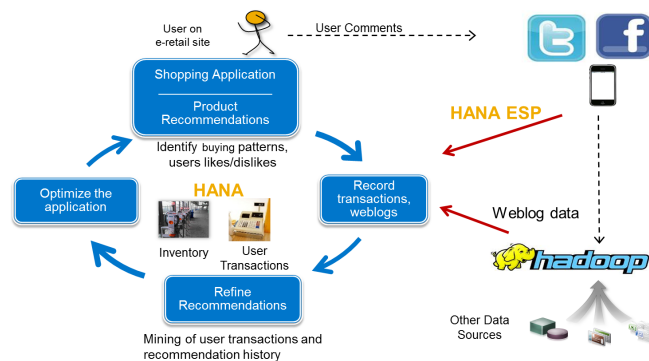 User on
e-retail site
User Comments
Shopping Application
Product
Recommendations
HANA ESP
Identify buying patterns,
users likes/dislikes
Optimize the
application
HANA
Record
transactions,
weblogs
Weblog data
Inventory
User
Transactions
hadoop
Refine
Recommendations
Other Data
Sources
Mining of user transactions and
recommendation history